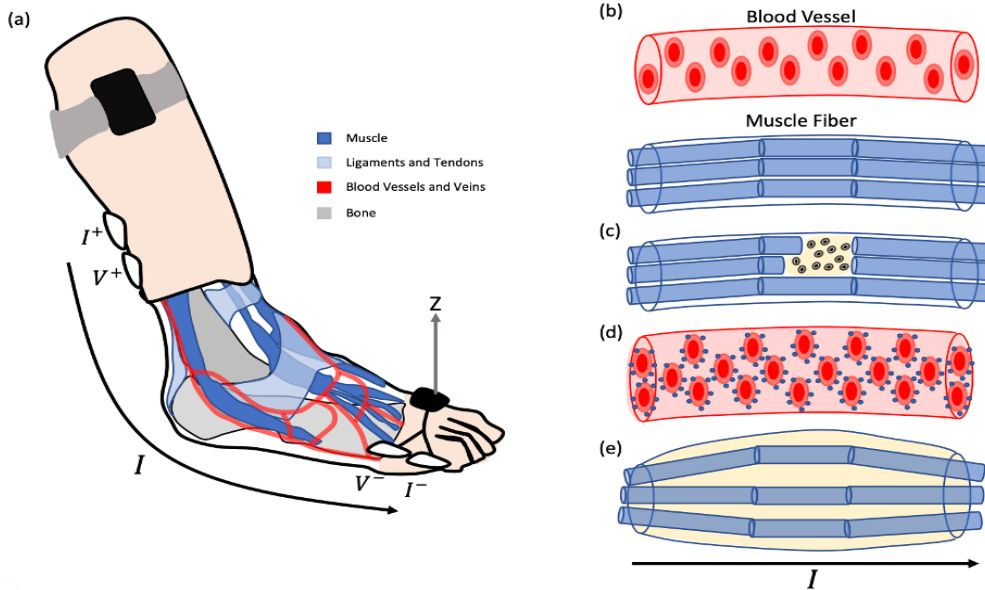 (a)
I⁺
V⁺
I
V⁻
I⁻
Z
Muscle
Ligaments and Tendons
Blood Vessels and Veins
Bone
(b)
Blood Vessel
Muscle Fiber
(c)
(d)
(e)
I